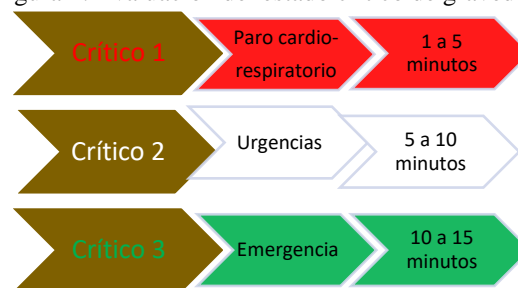 Crítico 1
Paro cardio-
respiratorio
1 a 5
minutos
Crítico 2
Urgencias
5 a 10
minutos
Crítico 3
Emergencia
10 a 15
minutos